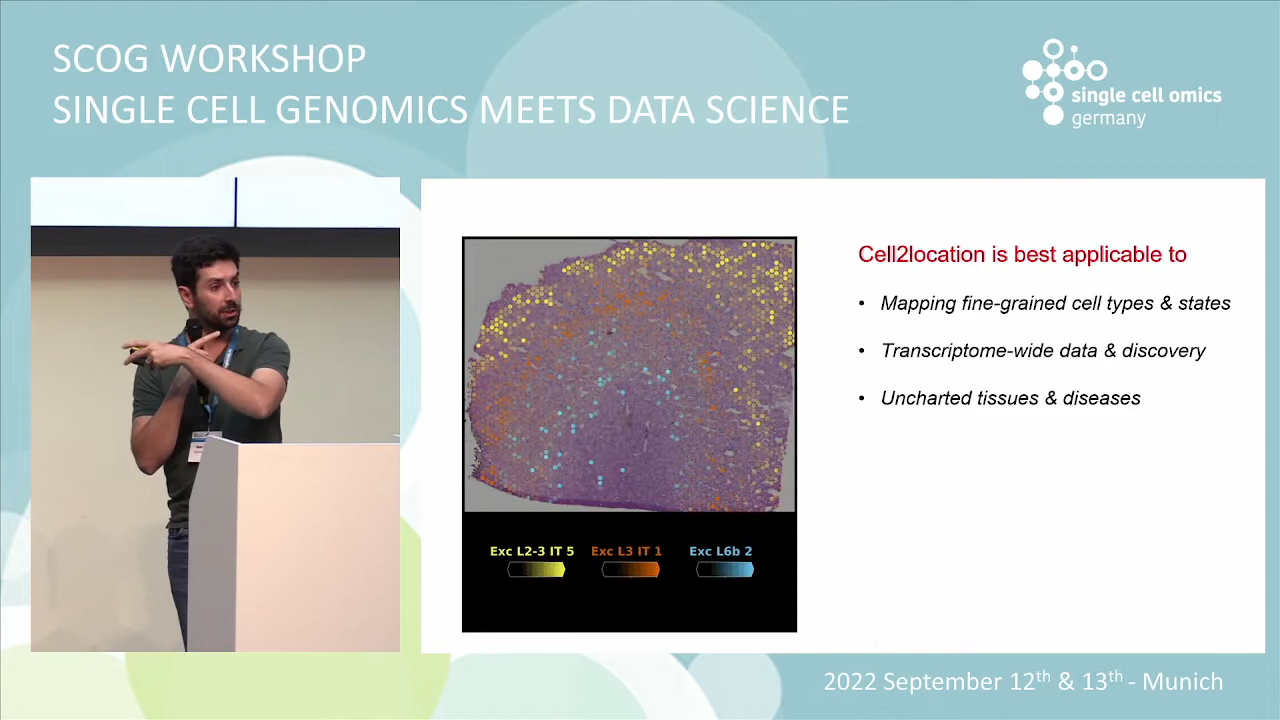 SCOG WORKSHOP
SINGLE CELL GENOMICS MEETS DATA SCIENCE
single cell omics
germany
Cell2location is best applicable to
• Mapping fine-grained cell types & states
• Transcriptome-wide data & discovery
• Uncharted tissues & diseases
Exc L2-3 IT 5 Exc L3 IT 1 Exc L6b 2
2022 September 12th & 13th - Munich